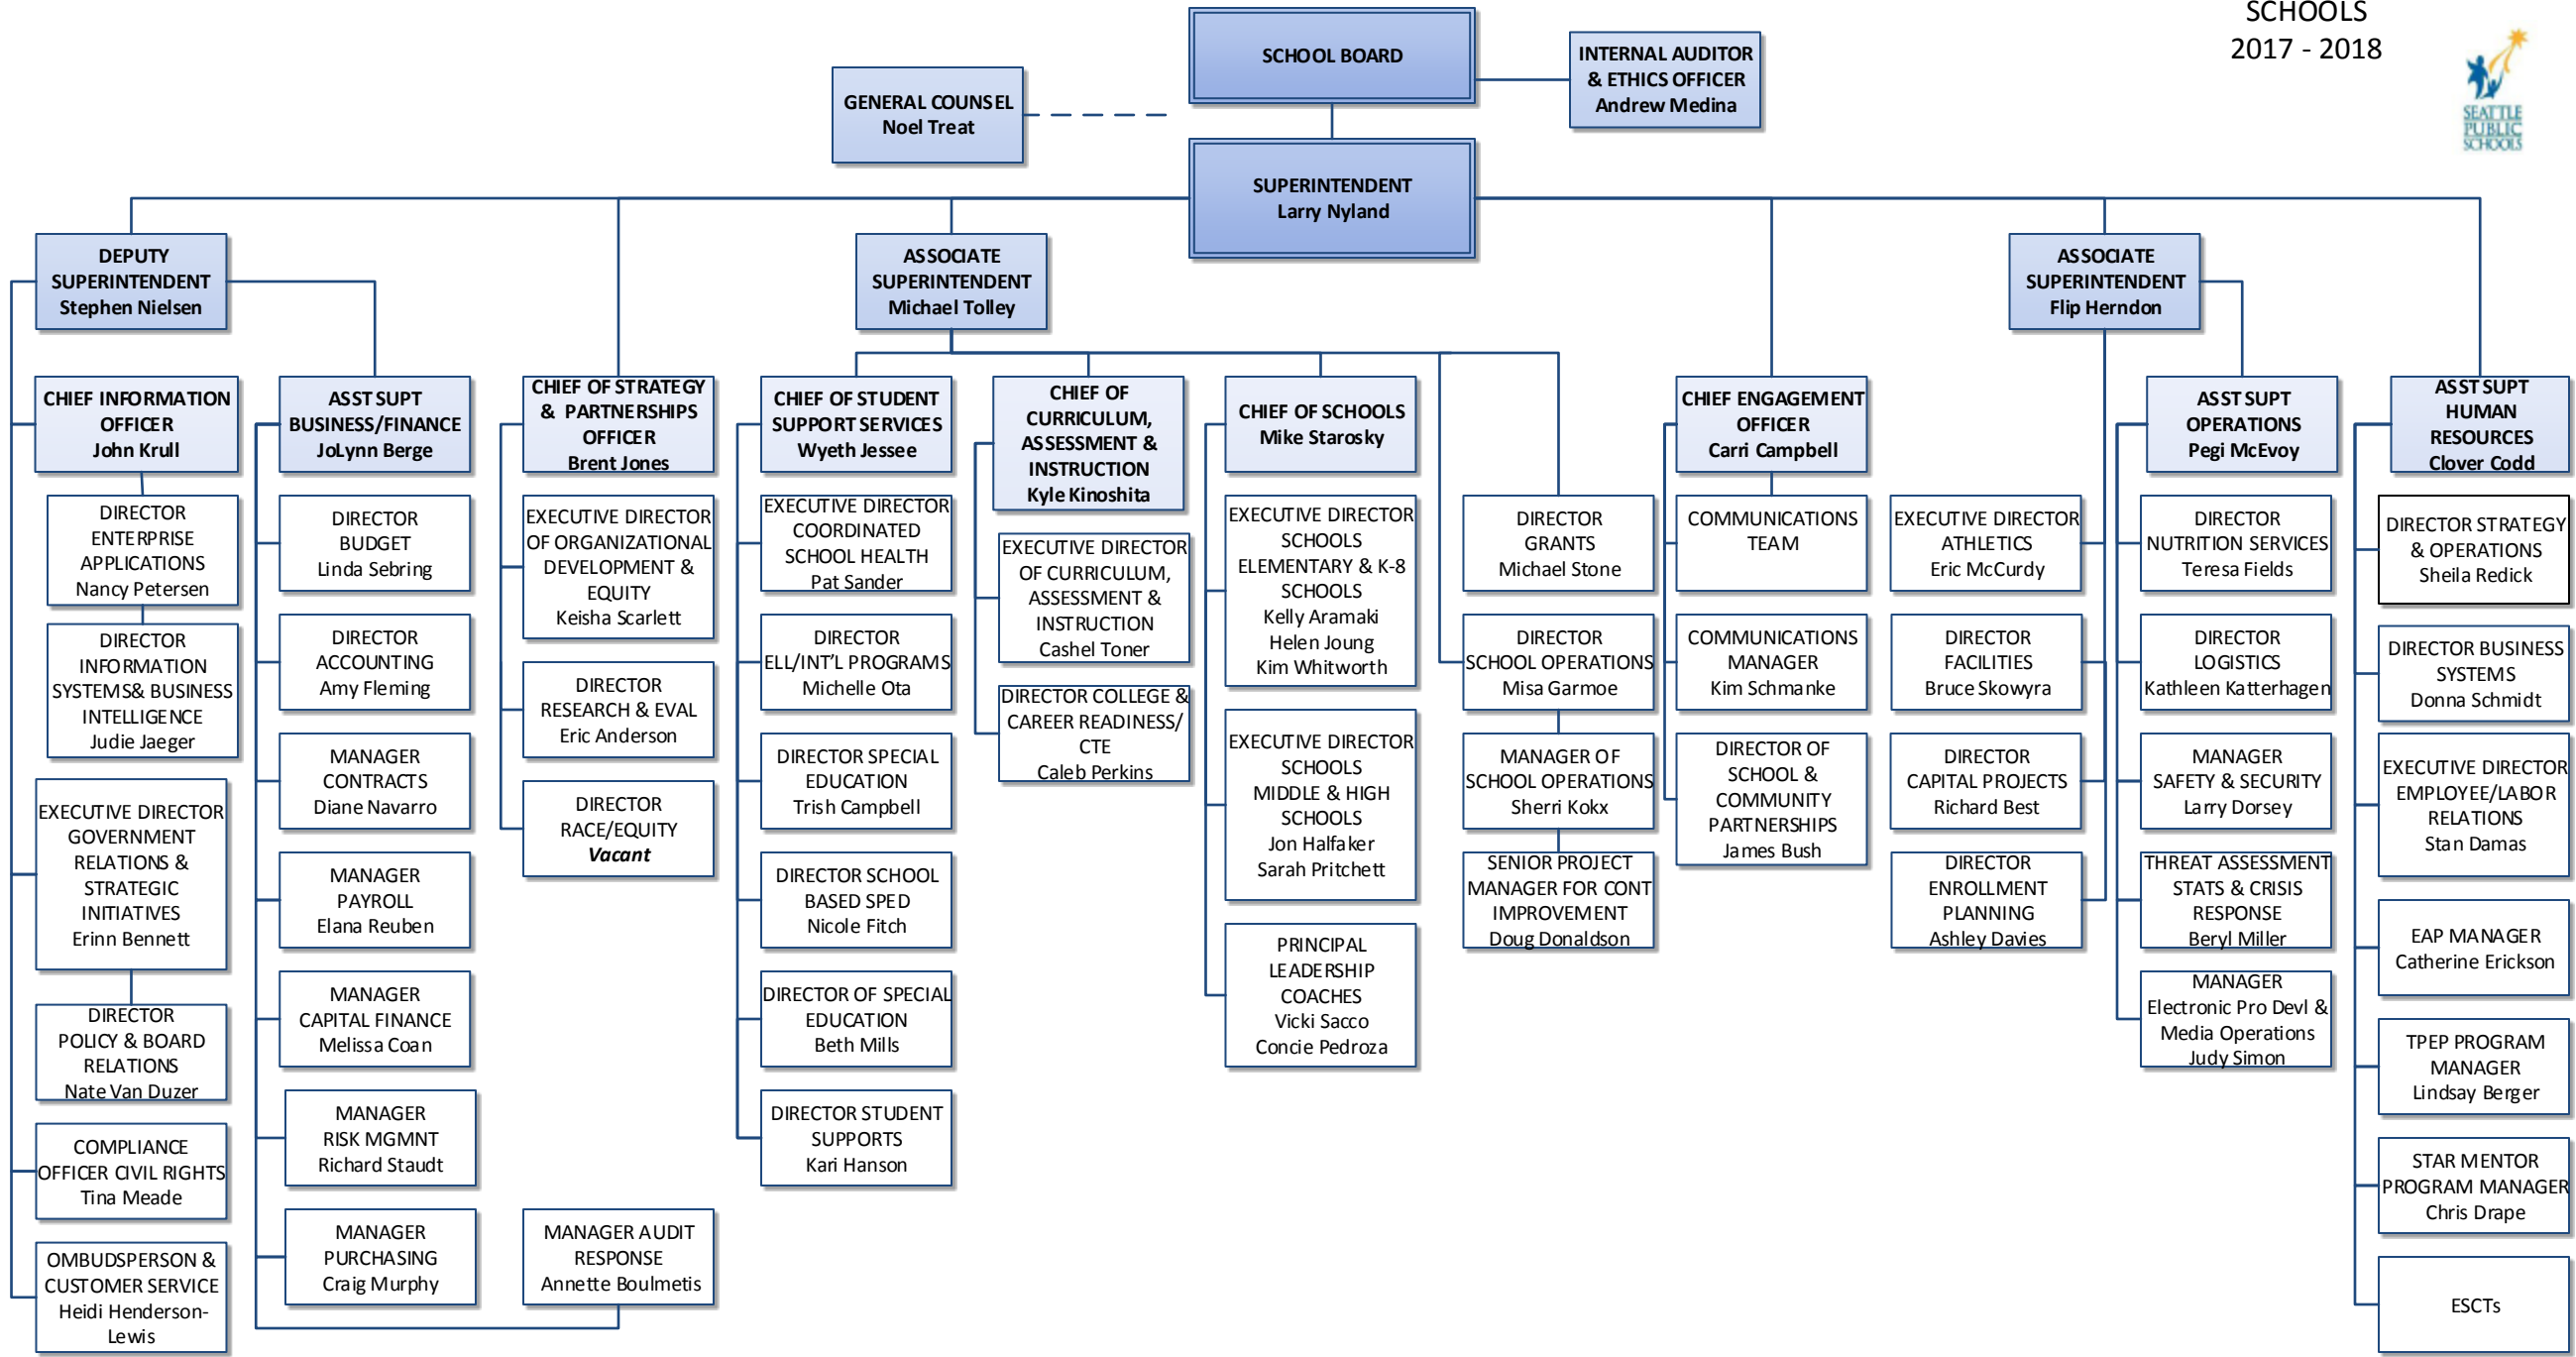 SCHOOLS
2017 - 2018
SEATTLE
PUBLIC
SCHOOLS
SCHOOL BOARD
INTERNAL AUDITOR
& ETHICS OFFICER
Andrew Medina
GENERAL COUNSEL
Noel Treat
SUPERINTENDENT
Larry Nyland
DEPUTY
SUPERINTENDENT
Stephen Nielsen
ASSOCIATE
SUPERINTENDENT
Michael Tolley
ASSOCIATE
SUPERINTENDENT
Flip Herndon
CHIEF INFORMATION
OFFICER
John Krull
DIRECTOR
ENTERPRISE
APPLICATIONS
Nancy Petersen
DIRECTOR
INFORMATION
SYSTEMS& BUSINESS
INTELLIGENCE
Judie Jaeger
EXECUTIVE DIRECTOR
GOVERNMENT
RELATIONS &
STRATEGIC
INITIATIVES
Erinn Bennett
DIRECTOR
POLICY & BOARD
RELATIONS
Nate Van Duzer
COMPLIANCE
OFFICER CIVIL RIGHTS
Tina Meade
OMBUDSPERSON &
CUSTOMER SERVICE
Heidi Henderson-
Lewis
ASST SUPT
BUSINESS/FINANCE
JoLynn Berge
DIRECTOR
BUDGET
Linda Sebring
DIRECTOR
ACCOUNTING
Amy Fleming
MANAGER
CONTRACTS
Diane Navarro
MANAGER
PAYROLL
Elana Reuben
MANAGER
CAPITAL FINANCE
Melissa Coan
MANAGER
RISK MGMNT
Richard Staudt
MANAGER
PURCHASING
Craig Murphy
MANAGER AUDIT
RESPONSE
Annette Boulmetis
CHIEF OF STRATEGY
& PARTNERSHIPS
OFFICER
Brent Jones
EXECUTIVE DIRECTOR
OF ORGANIZATIONAL
DEVELOPMENT &
EQUITY
Keisha Scarlett
DIRECTOR
RESEARCH & EVAL
Eric Anderson
DIRECTOR
RACE/EQUITY
Vacant
CHIEF OF STUDENT
SUPPORT SERVICES
Wyeth Jessee
EXECUTIVE DIRECTOR
COORDINATED
SCHOOL HEALTH
Pat Sander
DIRECTOR
ELL/INT'L PROGRAMS
Michelle Ota
DIRECTOR SPECIAL
EDUCATION
Trish Campbell
DIRECTOR SCHOOL
BASED SPED
Nicole Fitch
DIRECTOR OF SPECIAL
EDUCATION
Beth Mills
DIRECTOR STUDENT
SUPPORTS
Kari Hanson
CHIEF OF
CURRICULUM,
ASSESSMENT &
INSTRUCTION
Kyle Kinoshita
EXECUTIVE DIRECTOR
OF CURRICULUM,
ASSESSMENT &
INSTRUCTION
Cashel Toner
DIRECTOR COLLEGE &
CAREER READINESS/
CTE
Caleb Perkins
CHIEF OF SCHOOLS
Mike Starosky
EXECUTIVE DIRECTOR
SCHOOLS
ELEMENTARY & K-8
SCHOOLS
Kelly Aramaki
Helen Joung
Kim Whitworth
EXECUTIVE DIRECTOR
SCHOOLS
MIDDLE & HIGH
SCHOOLS
Jon Halfaker
Sarah Pritchett
PRINCIPAL
LEADERSHIP
COACHES
Vicki Sacco
Concie Pedroza
DIRECTOR
GRANTS
Michael Stone
DIRECTOR
SCHOOL OPERATIONS
Misa Garmoe
MANAGER OF
SCHOOL OPERATIONS
Sherri Kokx
SENIOR PROJECT
MANAGER FOR CONT
IMPROVEMENT
Doug Donaldson
CHIEF ENGAGEMENT
OFFICER
Carri Campbell
COMMUNICATIONS
TEAM
COMMUNICATIONS
MANAGER
Kim Schmanke
DIRECTOR OF
SCHOOL &
COMMUNITY
PARTNERSHIPS
James Bush
EXECUTIVE DIRECTOR
ATHLETICS
Eric McCurdy
DIRECTOR
FACILITIES
Bruce Skowyra
DIRECTOR
CAPITAL PROJECTS
Richard Best
DIRECTOR
ENROLLMENT
PLANNING
Ashley Davies
ASST SUPT
OPERATIONS
Pegi McEvoy
DIRECTOR
NUTRITION SERVICES
Teresa Fields
DIRECTOR
LOGISTICS
Kathleen Katterhagen
MANAGER
SAFETY & SECURITY
Larry Dorsey
THREAT ASSESSMENT
STATS & CRISIS
RESPONSE
Beryl Miller
MANAGER
Electronic Pro Devl &
Media Operations
Judy Simon
ASST SUPT
HUMAN
RESOURCES
Clover Codd
DIRECTOR STRATEGY
& OPERATIONS
Sheila Redick
DIRECTOR BUSINESS
SYSTEMS
Donna Schmidt
EXECUTIVE DIRECTOR
EMPLOYEE/LABOR
RELATIONS
Stan Damas
EAP MANAGER
Catherine Erickson
TPEP PROGRAM
MANAGER
Lindsay Berger
STAR MENTOR
PROGRAM MANAGER
Chris Drape
ESCTs